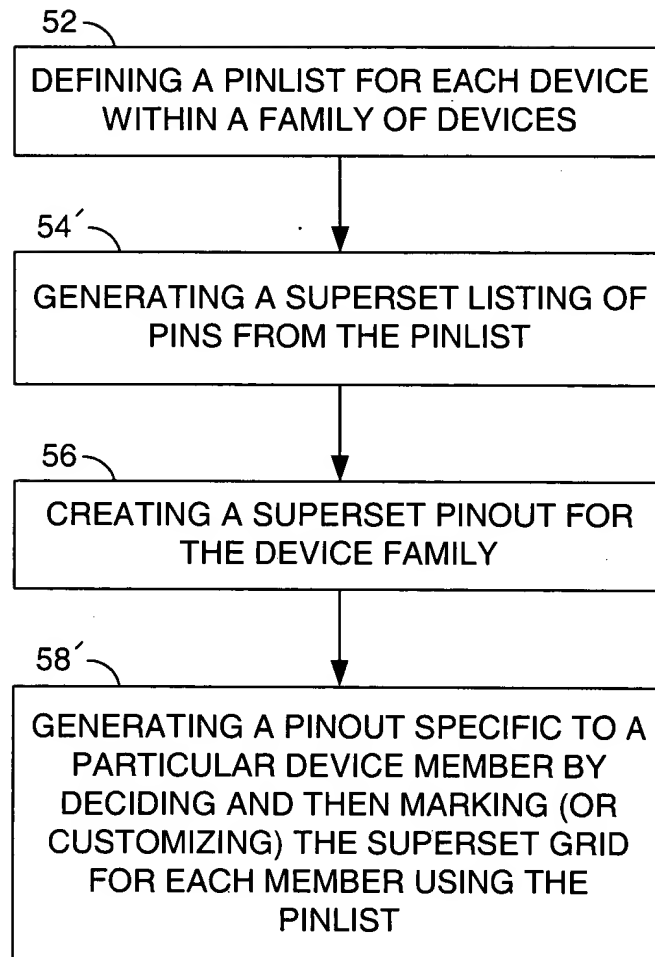 52
DEFINING A PINLIST FOR EACH DEVICE
WITHIN A FAMILY OF DEVICES
54′
GENERATING A SUPERSET LISTING OF
PINS FROM THE PINLIST
56
CREATING A SUPERSET PINOUT FOR
THE DEVICE FAMILY
58′
GENERATING A PINOUT SPECIFIC TO A
PARTICULAR DEVICE MEMBER BY
DECIDING AND THEN MARKING (OR
CUSTOMIZING) THE SUPERSET GRID
FOR EACH MEMBER USING THE
PINLIST